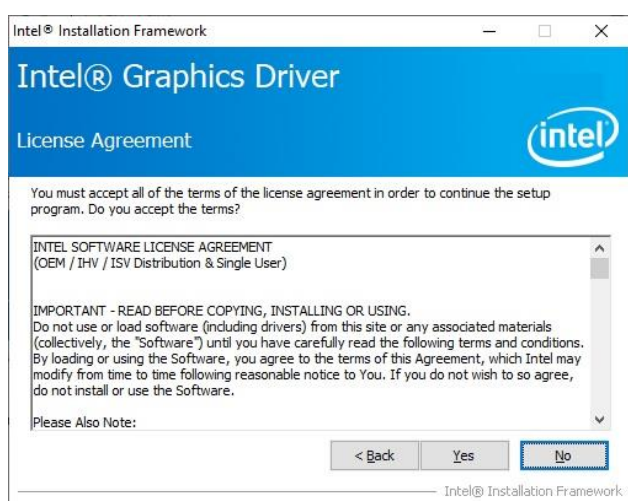 Intel® Installation Framework
Intel® Graphics Driver
License Agreement
intel
You must accept all of the terms of the license agreement in order to continue the setup
program. Do you accept the terms?
INTEL SOFTWARE LICENSE AGREEMENT
(OEM / IHV / ISV Distribution & Single User)
IMPORTANT - READ BEFORE COPYING, INSTALLING OR USING.
Do not use or load software (including drivers) from this site or any associated materials
(collectively, the "Software") until you have carefully read the following terms and conditions.
By loading or using the Software, you agree to the terms of this Agreement, which Intel may
modify from time to time following reasonable notice to You. If you do not wish to so agree,
do not install or use the Software.
Please Also Note:
< Back Yes No
Intel® Installation Framework